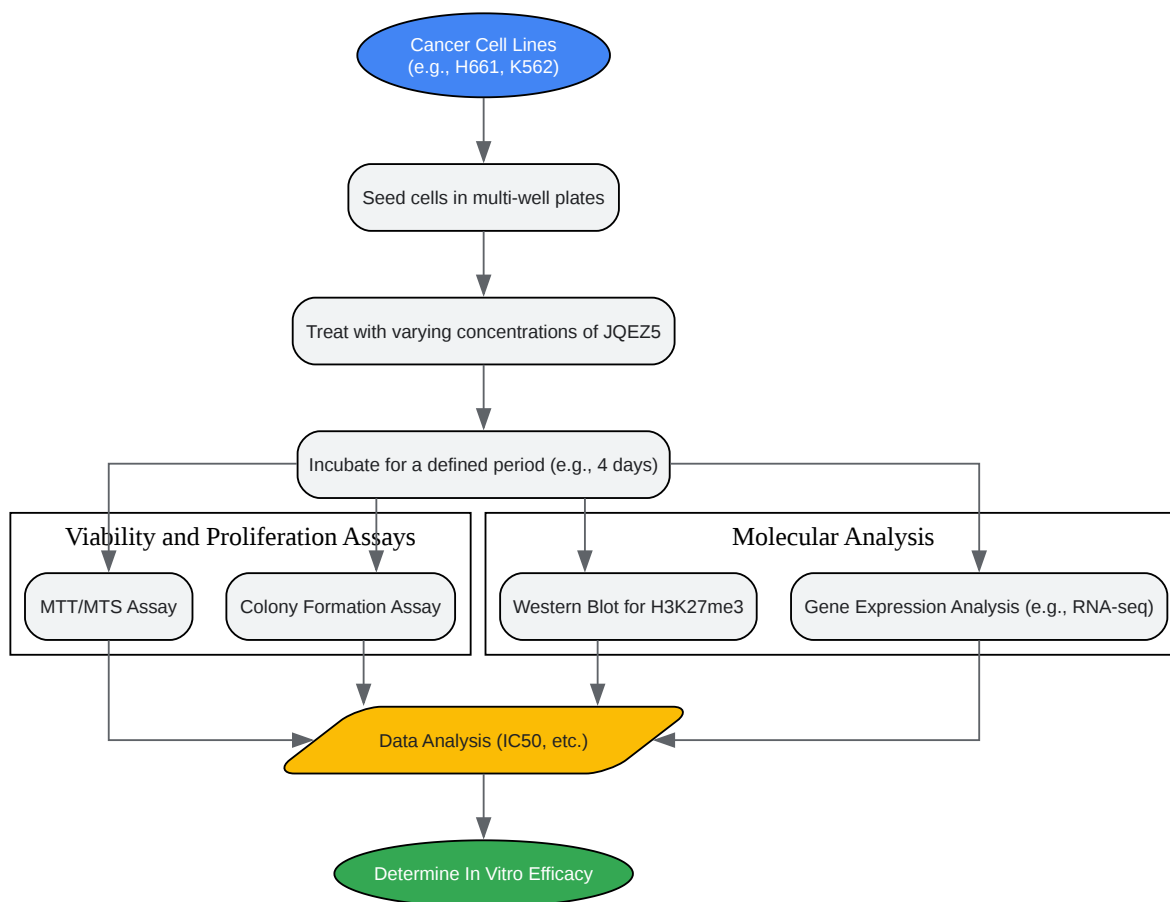 Cancer Cell Lines
(e.g., H661, K562)
Seed cells in multi-well plates
Treat with varying concentrations of JQEZ5
Incubate for a defined period (e.g., 4 days)
Viability and Proliferation Assays
Molecular Analysis
MTT/MTS Assay
Colony Formation Assay
Western Blot for H3K27me3
Gene Expression Analysis (e.g., RNA-seq)
Data Analysis (IC50, etc.)
Determine In Vitro Efficacy